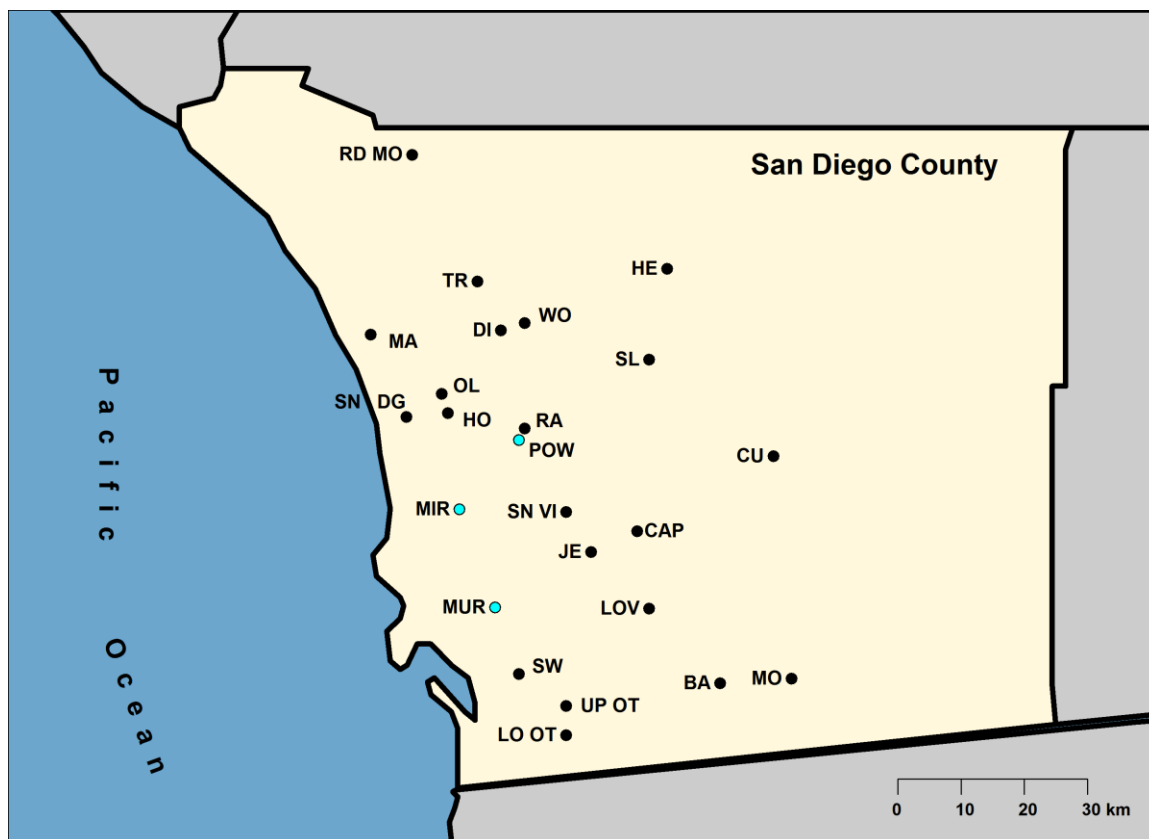 RD MO
San Diego County
HE
TR
WO
DI
MA
SL
OL
SN DG
HO
RA
POW
CU
MIR
SN VI
CAP
JE
MUR
LOV
SW
BA
MO
UP OT
LO OT
Pacific
Ocean
0 10 20 30 km